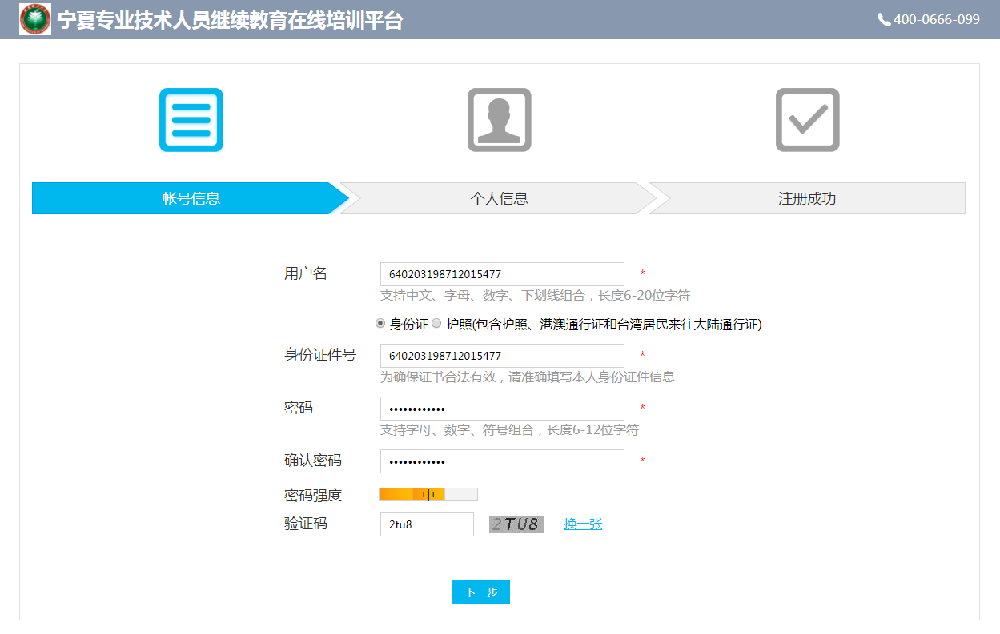 宁夏专业技术人员继续教育在线培训平台
400-0666-099
帐号信息
个人信息
注册成功
用户名
640203198712015477
*
支持中文、字母、数字、下划线组合，长度6-20位字符
身份证 护照(包含护照、港澳通行证和台湾居民来往大陆通行证)
身份证件号
640203198712015477
*
为确保证书合法有效，请准确填写本人身份证件信息
密码
••••••••••••
*
支持字母、数字、符号组合，长度6-12位字符
确认密码
••••••••••••
*
密码强度
中
验证码
2tu8
2TU8
换一张
下一步